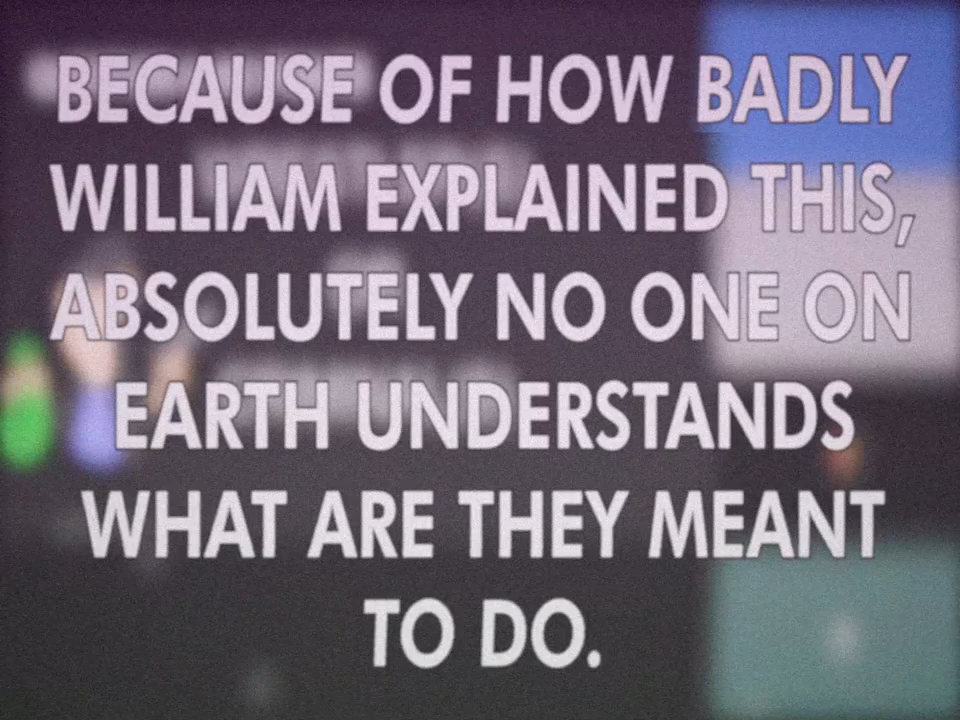 BECAUSE OF HOW BADLY
WILLIAM EXPLAINED THIS,
ABSOLUTELY NO ONE ON
EARTH UNDERSTANDS
WHAT ARE THEY MEANT
TO DO.